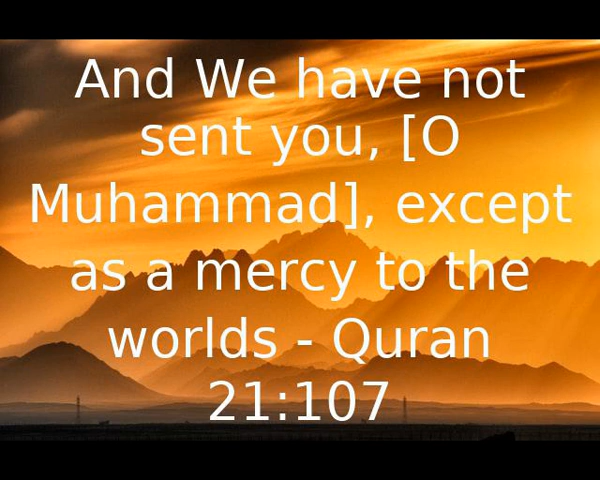 And We have not
sent you, [O
Muhammad], except
as a mercy to the
worlds - Quran
21:107